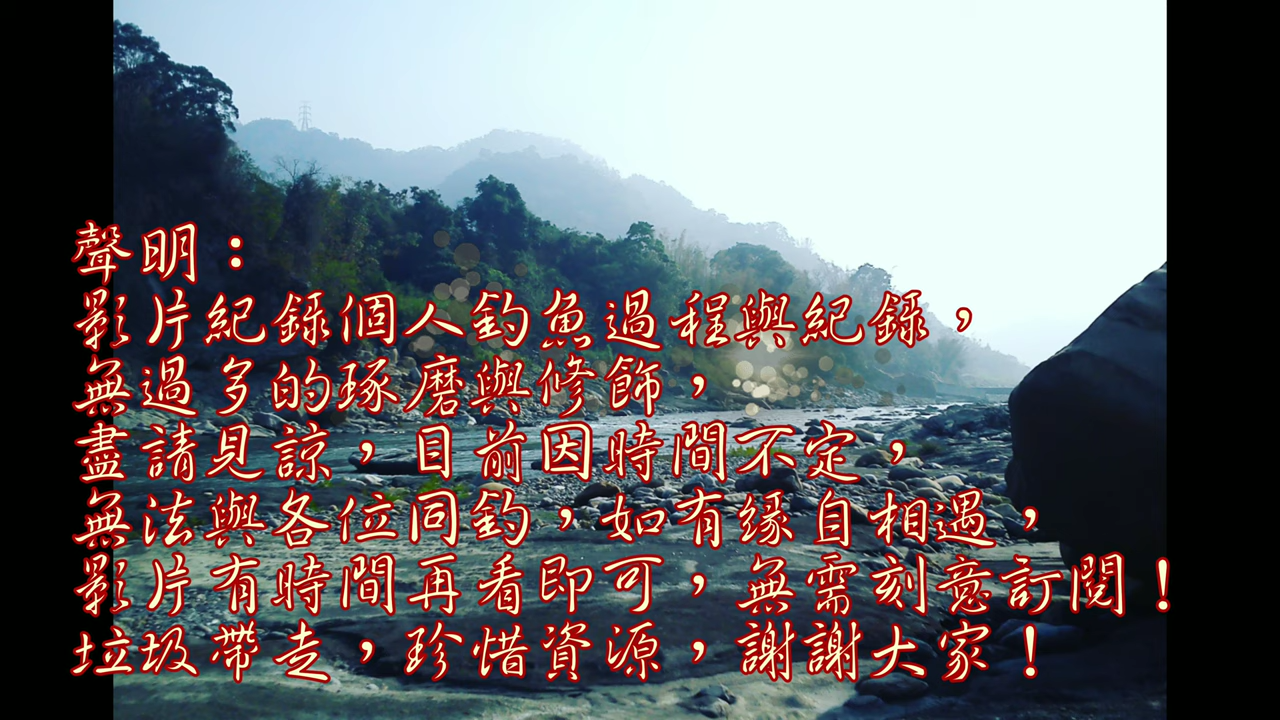 聲明：
影片紀錄個人釣魚過程與紀錄，
無過多的琢磨與修飾，
盡請見諒，目前因時間不定，
無法與各位同釣，如有緣自相遇，
影片有時間再看即可，無需刻意訂閱！
垃圾帶走，珍惜資源，謝謝大家！